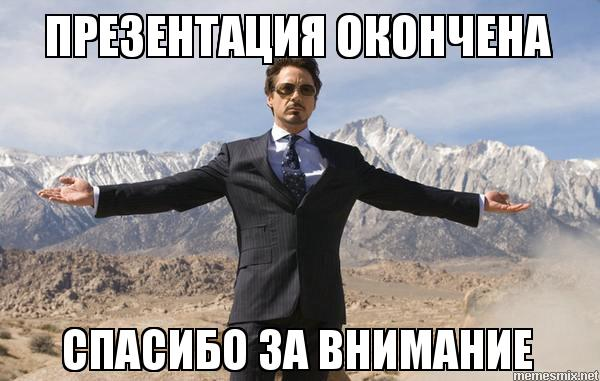 ПРЕЗЕНТАЦИЯ ОКОНЧЕНА
СПАСИБО ЗА ВНИМАНИЕ
memesmix.net